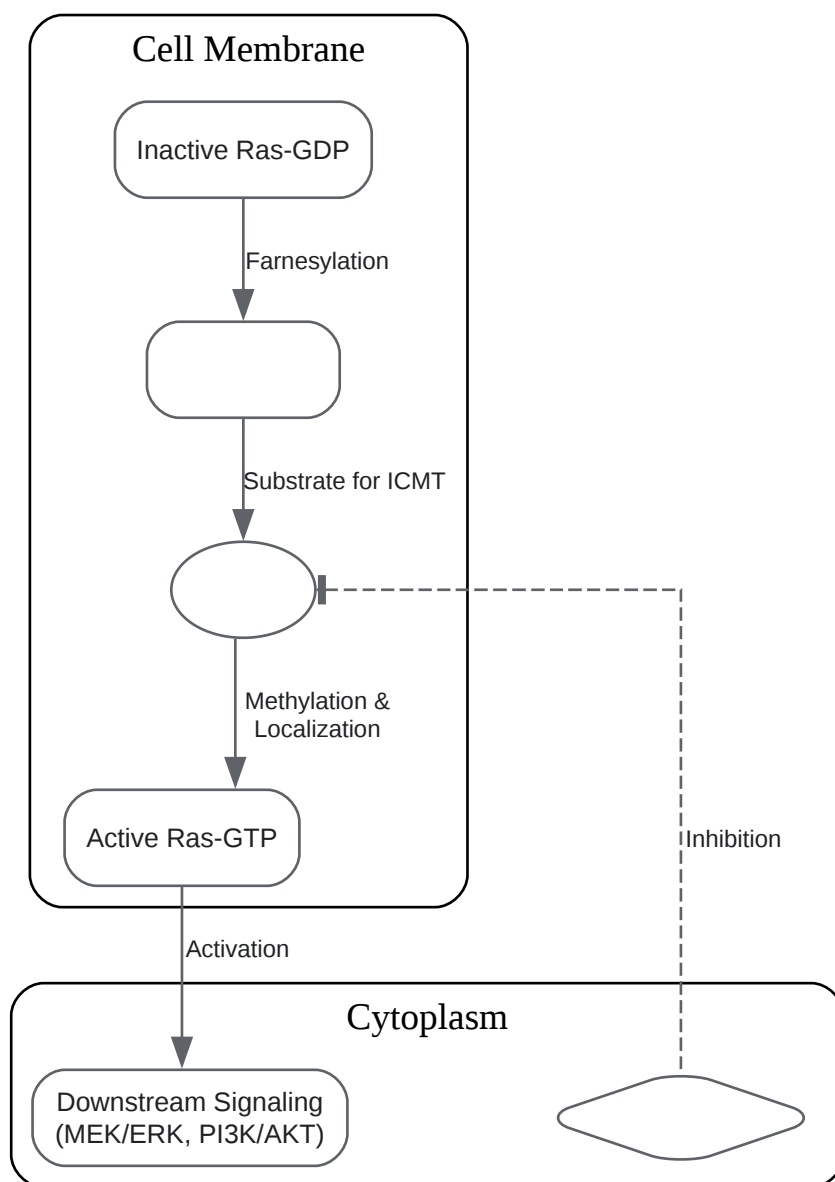 Cell Membrane
Inactive Ras-GDP
Farnesylation
Substrate for ICMT
Methylation &
Localization
Active Ras-GTP
Inhibition
Activation
Cytoplasm
Downstream Signaling
(MEK/ERK, PI3K/AKT)